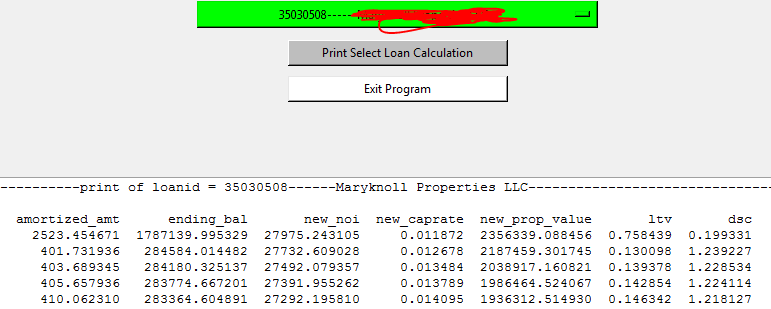 35030508------
Print Select Loan Calculation
Exit Program
----------print of loanid = 35030508------Maryknoll Properties LLC-------------------------------
amortized_amt ending_bal new_noi new_caprate new_prop_value ltv dsc
2523.454671 1787139.995329 27975.243105 0.011872 2356339.088456 0.758439 0.199331
401.731936 284584.014482 27732.609028 0.012678 2187459.301745 0.130098 1.239227
403.689345 284180.325137 27492.079357 0.013484 2038917.160821 0.139378 1.228534
405.657936 283774.667201 27391.955262 0.013789 1986464.524067 0.142854 1.224114
410.062310 283364.604891 27292.195810 0.014095 1936312.514930 0.146342 1.218127